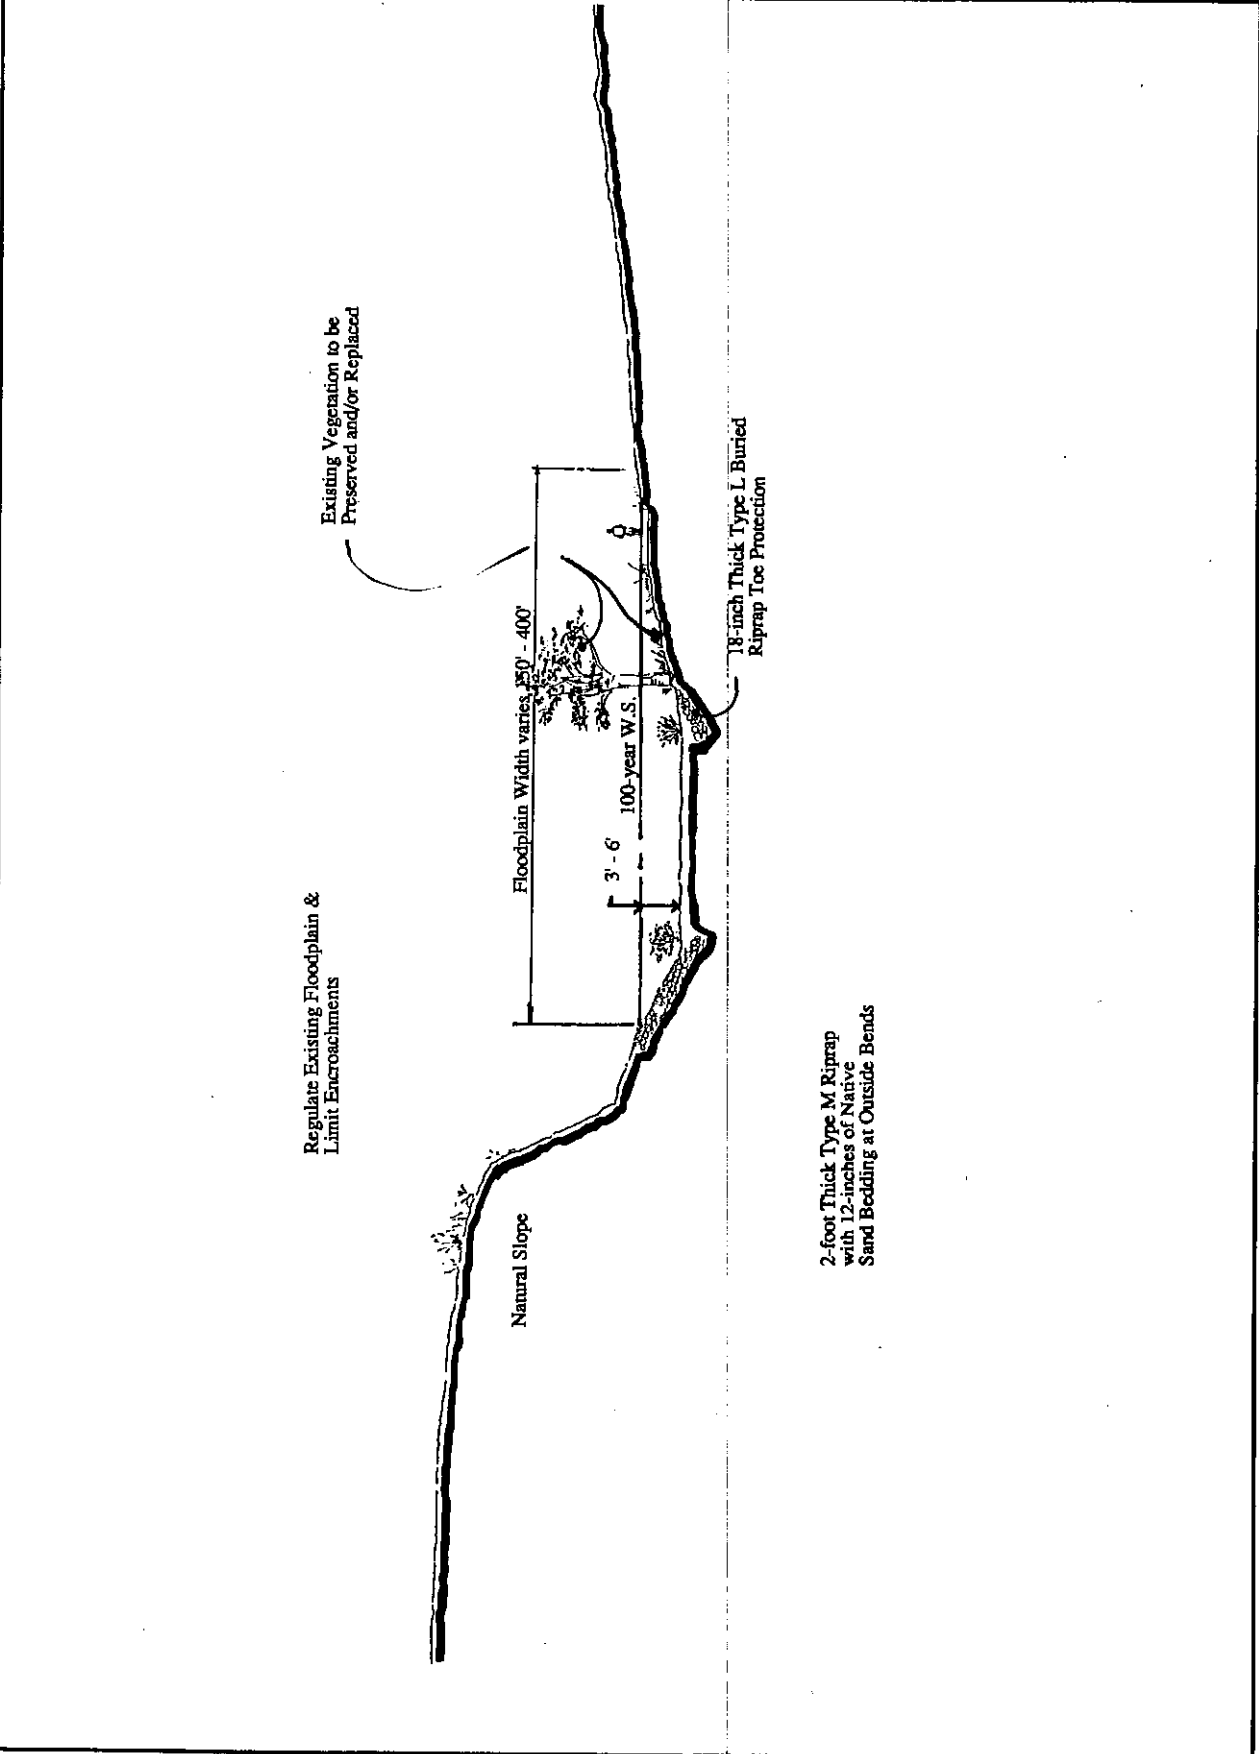 Regulate Existing Floodplain &
Limit Encroachments
Existing Vegetation to be
Preserved and/or Replaced
Natural Slope
Floodplain Width varies 150' - 400'
3' - 6'
100-year W.S.
18-inch Thick Type L Buried
Riprap Toe Protection
2-foot Thick Type M Riprap
with 12-inches of Native
Sand Bedding at Outside Bends